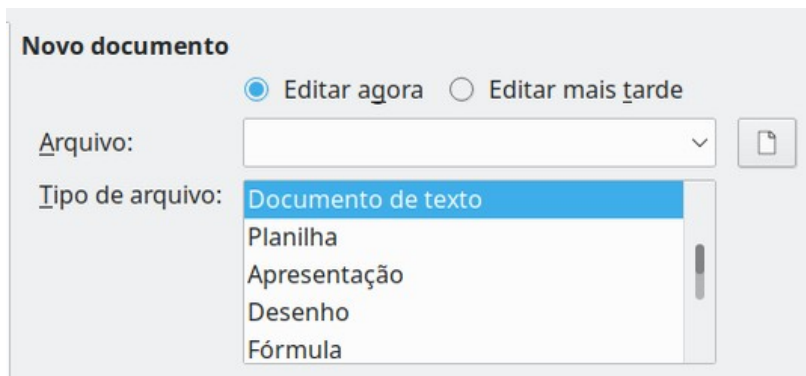 Novo documento
Editar agora Editar mais tarde
Arquivo:
Tipo de arquivo: Documento de texto
Planilha
Apresentação
Desenho
Fórmula